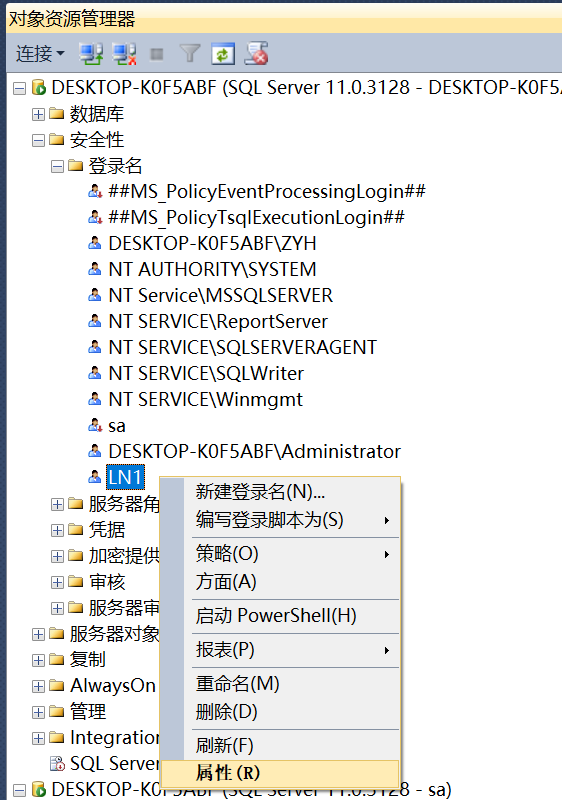 对象资源管理器
连接
DESKTOP-K0F5ABF (SQL Server 11.0.3128 - DESKTOP-K0F5
数据库
安全性
登录名
##MS_PolicyEventProcessingLogin##
##MS_PolicyTsqlExecutionLogin##
DESKTOP-K0F5ABF\ZYH
NT AUTHORITY\SYSTEM
NT Service\MSSQLSERVER
NT SERVICE\ReportServer
NT SERVICE\SQLSERVERAGENT
NT SERVICE\SQLWriter
NT SERVICE\Winmgmt
sa
DESKTOP-K0F5ABF\Administrator
LN1
新建登录名(N)...
编写登录脚本为(S)
策略(O)
方面(A)
启动 PowerShell(H)
报表(P)
重命名(M)
删除(D)
刷新(F)
属性(R)
服务器角
凭据
加密提供
审核
服务器审
服务器对象
复制
AlwaysOn
管理
Integration
SQL Server
DESKTOP-K0F5ABF (SQL Server 11.0.3128 - sa)